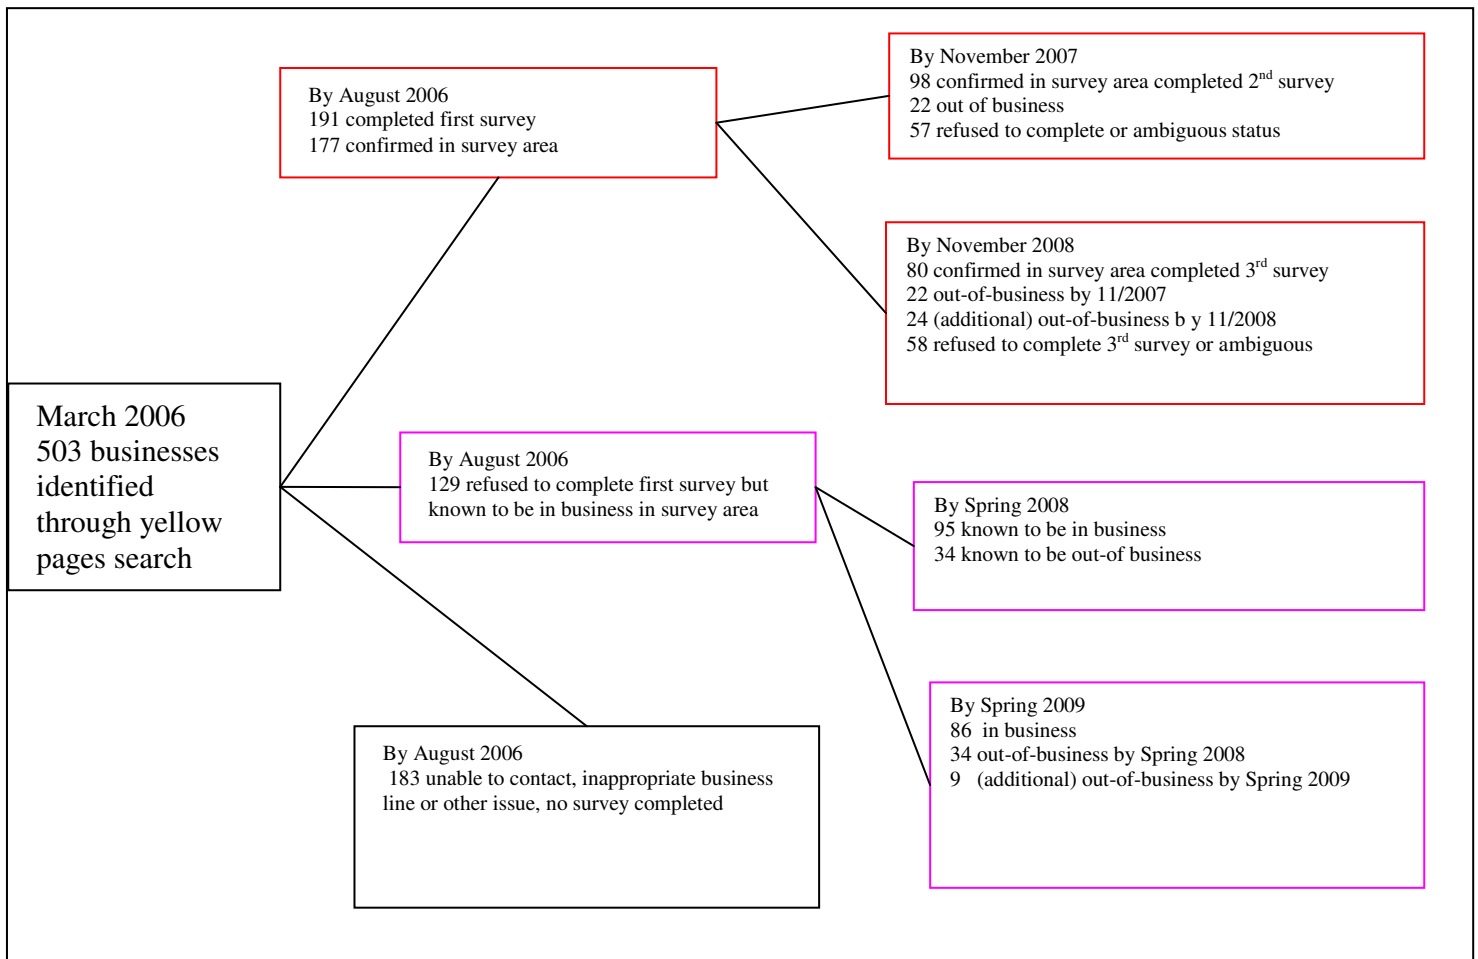 March 2006
503 businesses
identified
through yellow
pages search
By August 2006
191 completed first survey
177 confirmed in survey area
By November 2007
98 confirmed in survey area completed 2nd survey
22 out of business
57 refused to complete or ambiguous status
By November 2008
80 confirmed in survey area completed 3rd survey
22 out-of-business by 11/2007
24 (additional) out-of-business b y 11/2008
58 refused to complete 3rd survey or ambiguous
By August 2006
129 refused to complete first survey but
known to be in business in survey area
By Spring 2008
95 known to be in business
34 known to be out-of business
By Spring 2009
86 in business
34 out-of-business by Spring 2008
9 (additional) out-of-business by Spring 2009
By August 2006
183 unable to contact, inappropriate business
line or other issue, no survey completed